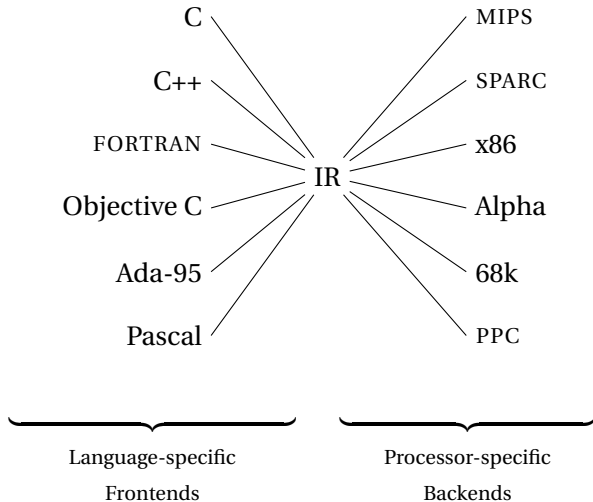 C
C++
FORTRAN
Objective C
Ada-95
Pascal
IR
MIPS
SPARC
x86
Alpha
68k
PPC
Language-specific
Frontends
Processor-specific
Backends